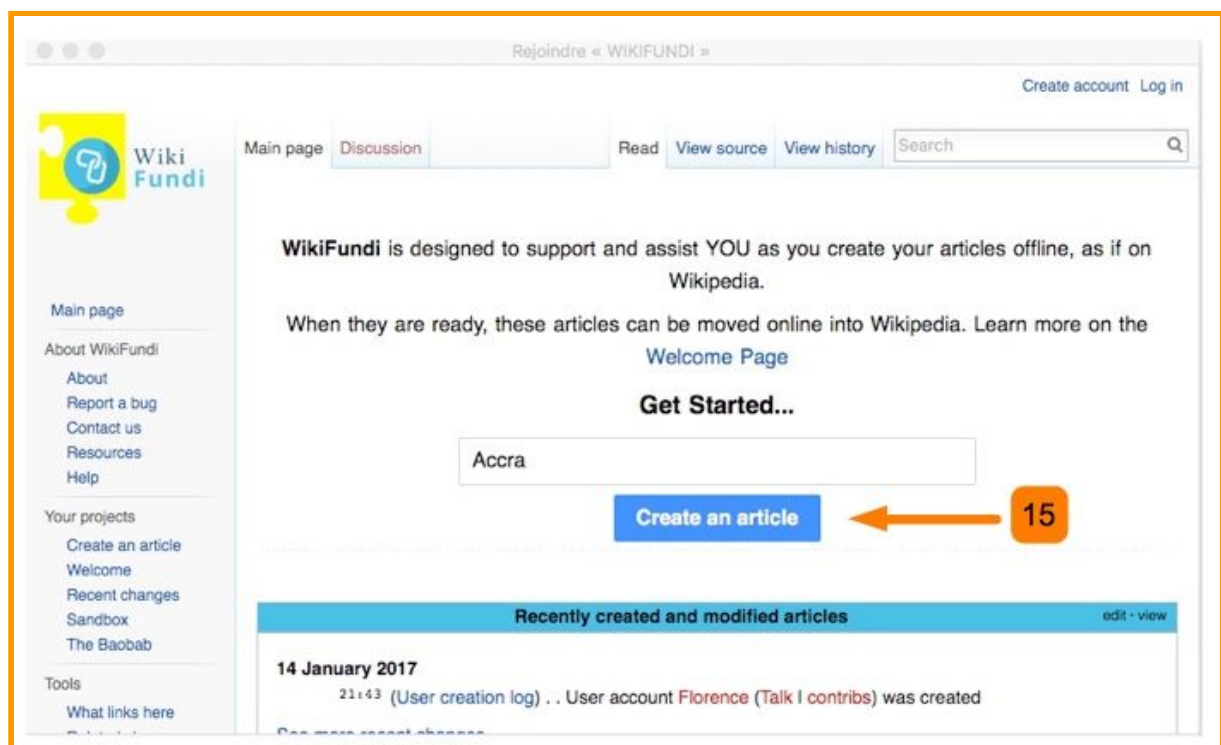 Rejoindre « WIKIFUNDI »
Create account Log in
Wiki
Fundi
Main page Discussion Read View source View history Search
WikiFundi is designed to support and assist YOU as you create your articles offline, as if on
Wikipedia.
When they are ready, these articles can be moved online into Wikipedia. Learn more on the
Welcome Page
Get Started...
Accra
Create an article
15
Main page
About WikiFundi
About
Report a bug
Contact us
Resources
Help
Your projects
Create an article
Welcome
Recent changes
Sandbox
The Baobab
Tools
What links here
Recently created and modified articles edit · view
14 January 2017
21:43 (User creation log) . . User account Florence (Talk | contribs) was created
See more recent changes